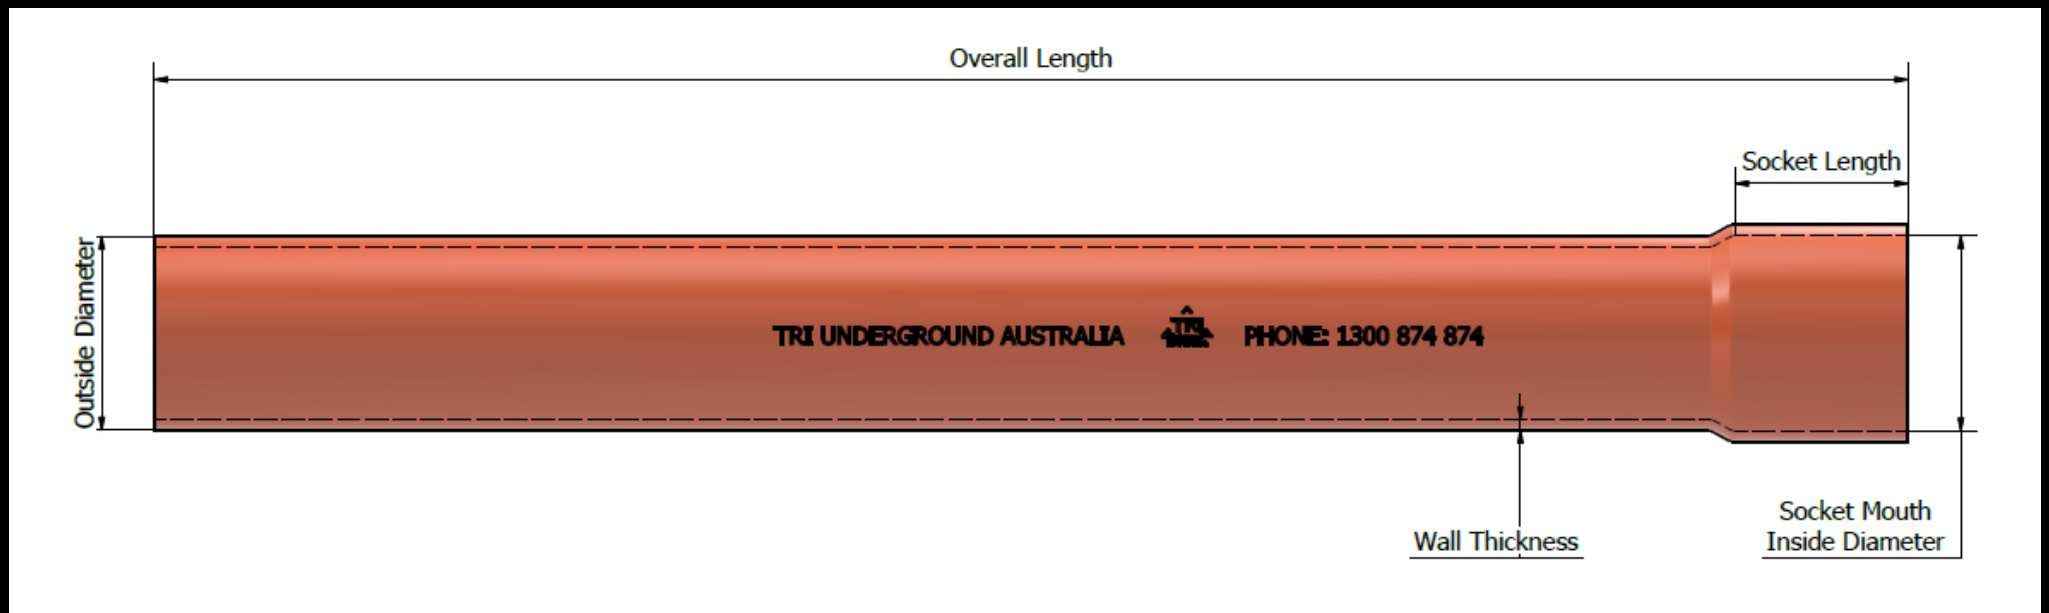 Overall Length
Socket Length
Outside Diameter
TRI UNDERGROUND AUSTRALIA TRI PHONE: 1300 874 874
Wall Thickness
Socket Mouth
Inside Diameter